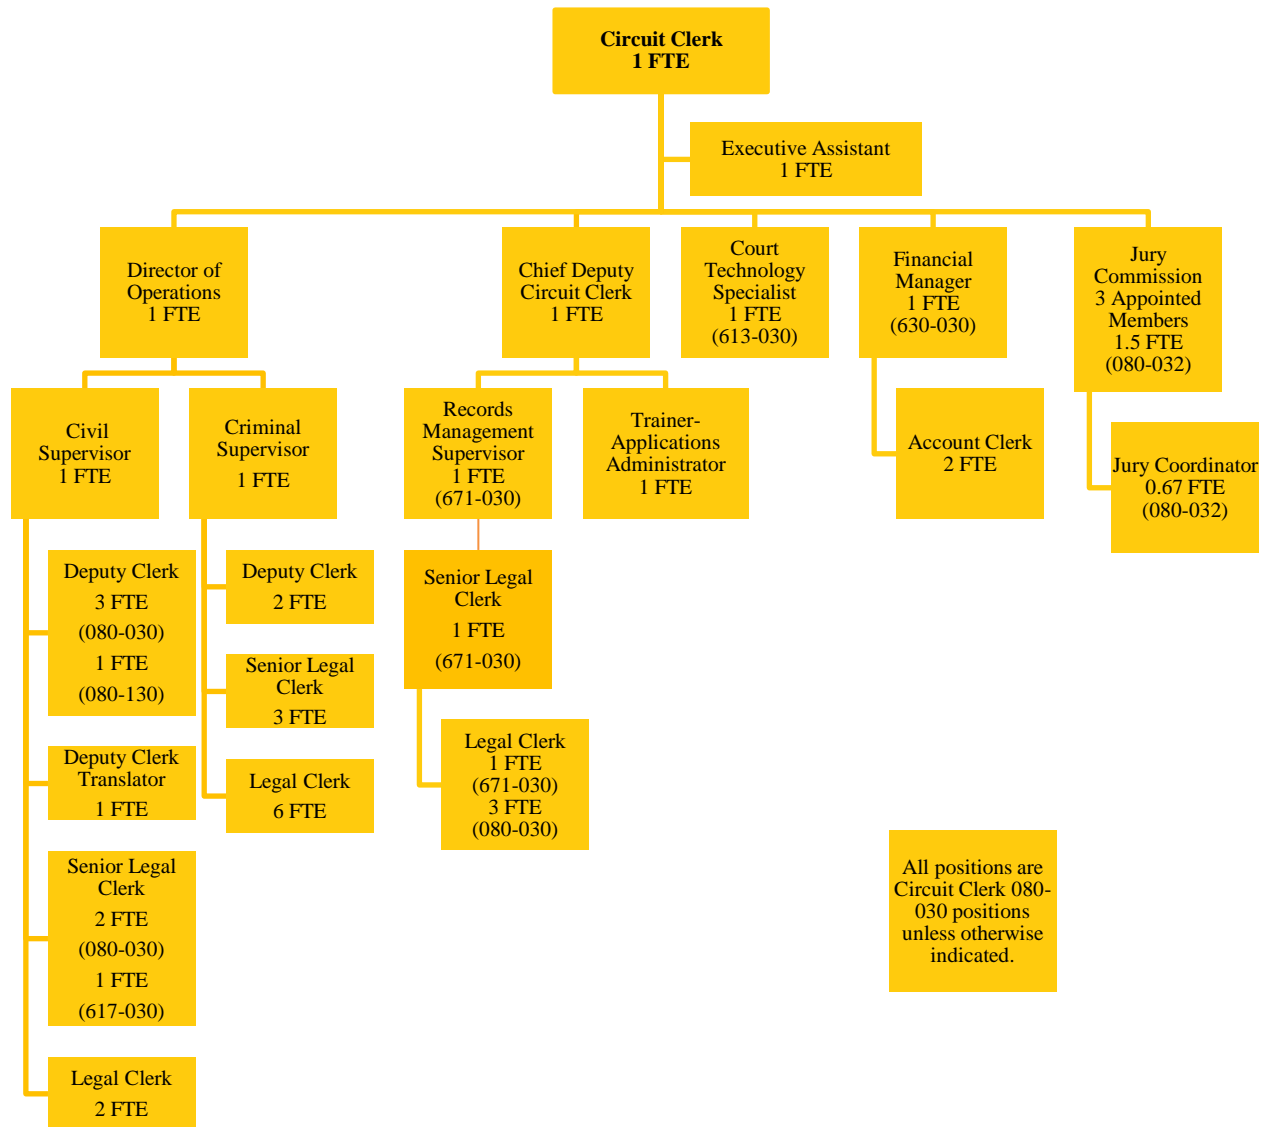 Circuit Clerk
1 FTE
Executive Assistant
1 FTE
Director of
Operations
1 FTE
Chief Deputy
Circuit Clerk
1 FTE
Court
Technology
Specialist
1 FTE
(613-030)
Financial
Manager
1 FTE
(630-030)
Jury
Commission
3 Appointed
Members
1.5 FTE
(080-032)
Civil
Supervisor
1 FTE
Criminal
Supervisor
1 FTE
Records
Management
Supervisor
1 FTE
(671-030)
Trainer-
Applications
Administrator
1 FTE
Account Clerk
2 FTE
Jury Coordinator
0.67 FTE
(080-032)
Deputy Clerk
3 FTE
(080-030)
1 FTE
(080-130)
Deputy Clerk
Translator
1 FTE
Senior Legal
Clerk
2 FTE
(080-030)
1 FTE
(617-030)
Legal Clerk
2 FTE
Deputy Clerk
2 FTE
Senior Legal
Clerk
3 FTE
Legal Clerk
6 FTE
Senior Legal
Clerk
1 FTE
(671-030)
Legal Clerk
1 FTE
(671-030)
3 FTE
(080-030)
All positions are
Circuit Clerk 080-
030 positions
unless otherwise
indicated.